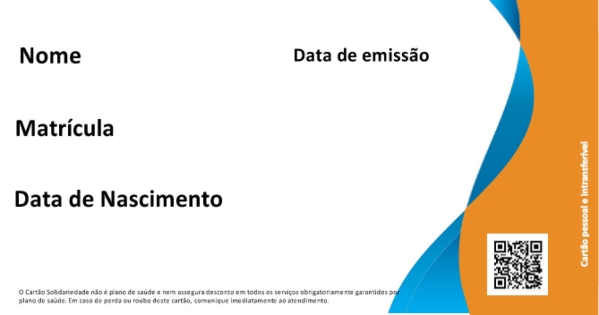 Nome
Data de emissão
Matrícula
Data de Nascimento
Cartão pessoal e Intransferível
O Cartão Solidariedade não é plano de saúde e nem assegura desconto em todos os serviços obrigatoriamente garantidos por
plano de saúde. Em caso de perda ou roubo deste cartão, comunique imediatamente ao atendimento.